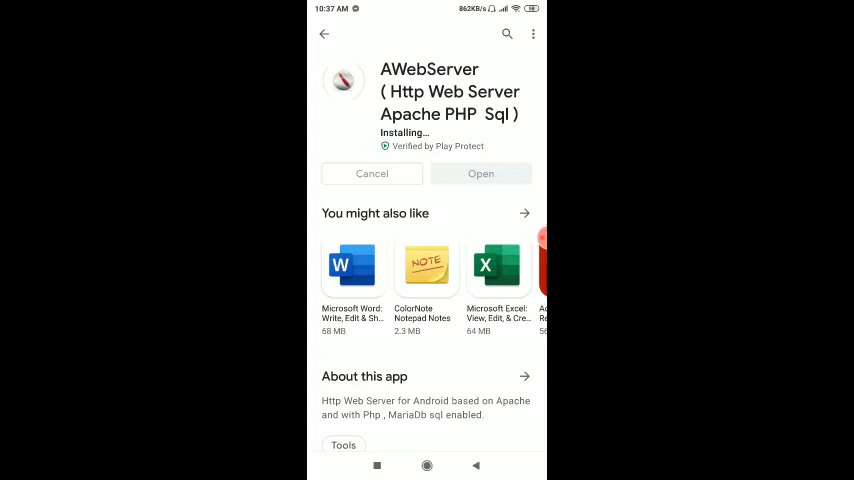 10:37 AM
862KB/s
58
AWebServer
( Http Web Server
Apache PHP Sql )
Installing...
Verified by Play Protect
Cancel
Open
You might also like
W
NOTE
X
Microsoft Word:
Write, Edit & Sh...
68 MB
ColorNote
Notepad Notes
2.3 MB
Microsoft Excel:
View, Edit, & Cre...
64 MB
About this app
Http Web Server for Android based on Apache
and with Php , MariaDb sql enabled.
Tools